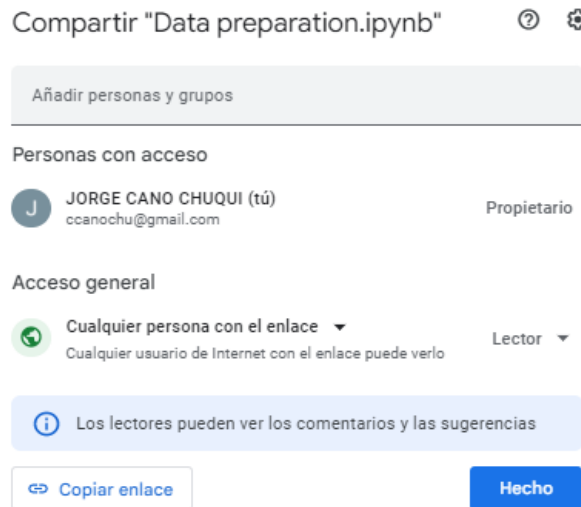 Compartir "Data preparation.ipynb"
Añadir personas y grupos
Personas con acceso
J
JORGE CANO CHUQUI (tú)
ccanochu@gmail.com
Propietario
Acceso general
Cualquier persona con el enlace
Cualquier usuario de Internet con el enlace puede verlo
Lector
Los lectores pueden ver los comentarios y las sugerencias
Copiar enlace
Hecho